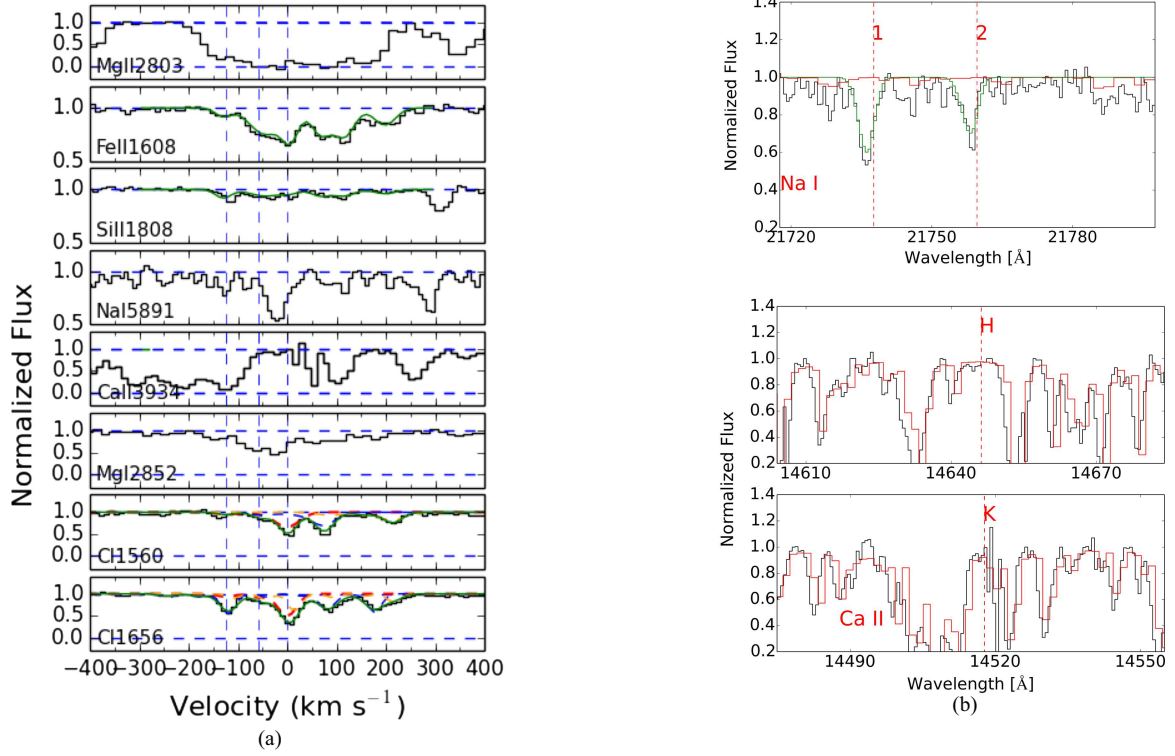 1.0
0.5
0.0
MgII2803
1.0
0.5
FeII1608
1.0
0.5
SiII1808
1.0
0.5
NaI5891
1.0
0.5
0.0
CaII3934
1.0
0.5
0.0
MgI2852
1.0
0.5
0.0
CI1560
1.0
0.5
0.0
CI1656
−400 −300 −200 −100 0 100 200 300 400
Velocity (km s−1)
Normalized Flux
(a)
1.4
1.2
1.0
0.8
0.6
0.4
0.2
1 2
Na I
21720 21750 21780
Wavelength [Å]
Normalized Flux
1.4
1.2
1.0
0.8
0.6
0.4
0.2
H
14610 14640 14670
1.4
1.2
1.0
0.8
0.6
0.4
0.2
K
Ca II
14490 14520 14550
Wavelength [Å]
Normalized Flux
(b)